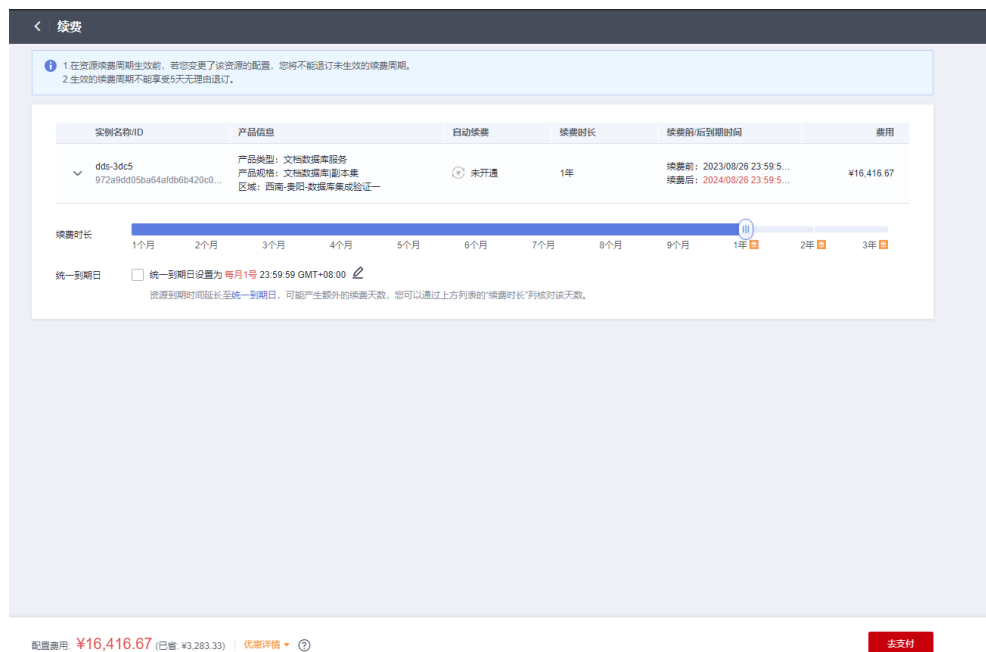 续费
1.在资源续费周期生效前，若您变更了该资源的配置，您将不能退订未生效的续费周期。
2.生效的续费周期不能享受5天无理由退订。
实例名称/ID 产品信息 自动续费 续费时长 续费前/后到期时间 费用
dds-3dc5
972a9dd05ba64afdb6b420c0...
产品类型：文档数据库服务
产品规格：文档数据库|副本集
区域：西南-贵阳-数据库集成验证一
未开通
1年
续费前：2023/08/26 23:59:5...
续费后：2024/08/26 23:59:5...
¥16,416.67
续费时长
1个月 2个月 3个月 4个月 5个月 6个月 7个月 8个月 9个月 1年 2年 3年
统一到期日 统一到期日设置为 每月1号 23:59:59 GMT+08:00
资源到期时间延长至统一到期日，可能产生额外的续费天数，您可以通过上方列表的“续费时长”列核对该天数。
配置费用: ¥16,416.67 (已省: ¥3,283.33) 优惠详情
去支付